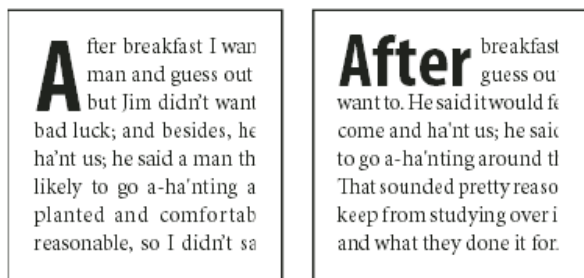 After breakfast I wan
man and guess out
but Jim didn't want
bad luck; and besides, he
ha'nt us; he said a man th
likely to go a-ha'nting a
planted and comfortab
reasonable, so I didn't sa
After breakfast
guess ou
want to. He said it would fe
come and ha'nt us; he said
to go a-ha'nting around th
That sounded pretty reaso
keep from studying over i
and what they done it for.